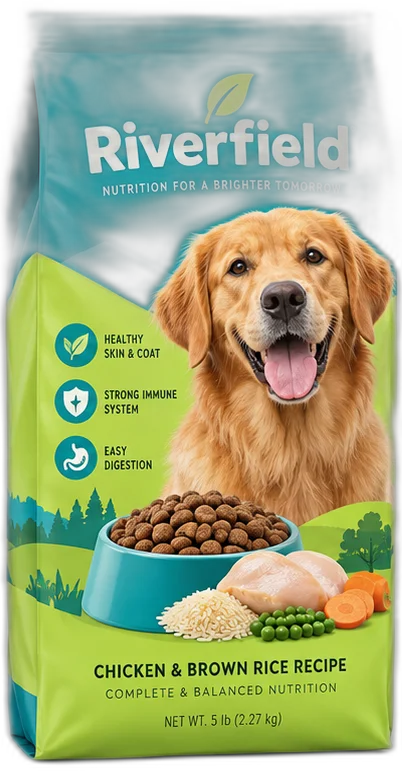 Riverfield
NUTRITION FOR A BRIGHTER TOMORROW
HEALTHY
SKIN & COAT
STRONG IMMUNE
SYSTEM
EASY
DIGESTION
CHICKEN & BROWN RICE RECIPE
COMPLETE & BALANCED NUTRITION
NET WT. 5 lb (2.27 kg)